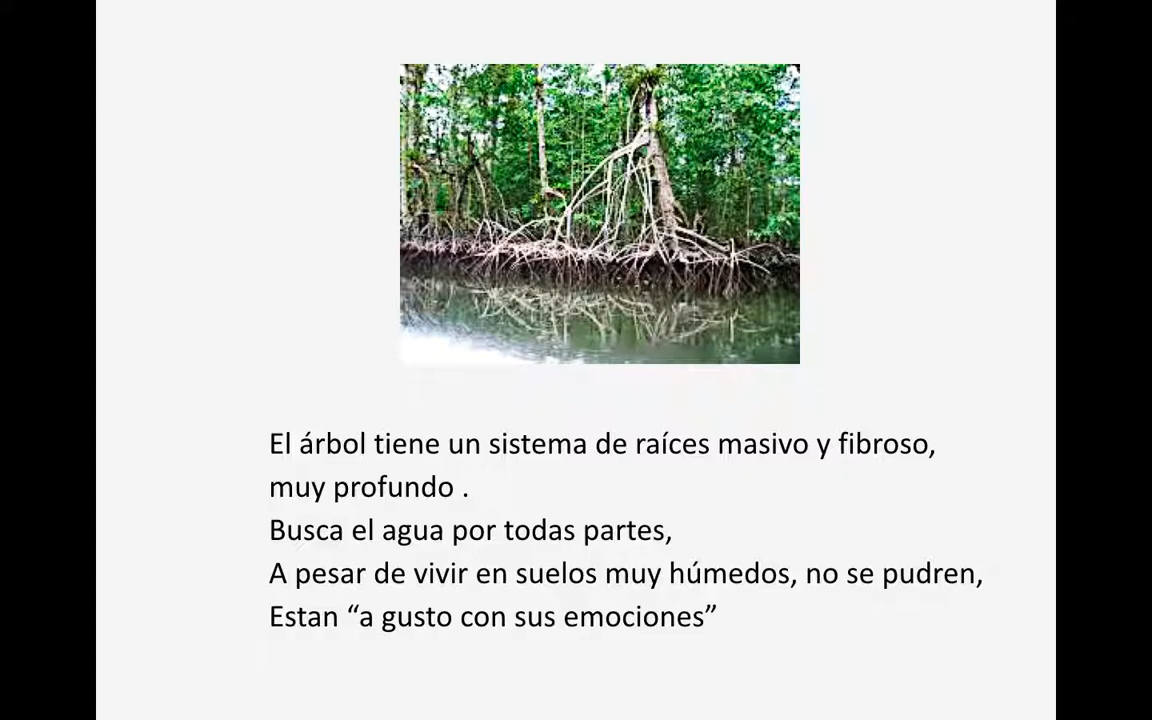 El árbol tiene un sistema de raíces masivo y fibroso,
muy profundo .
Busca el agua por todas partes,
A pesar de vivir en suelos muy húmedos, no se pudren,
Estan “a gusto con sus emociones”